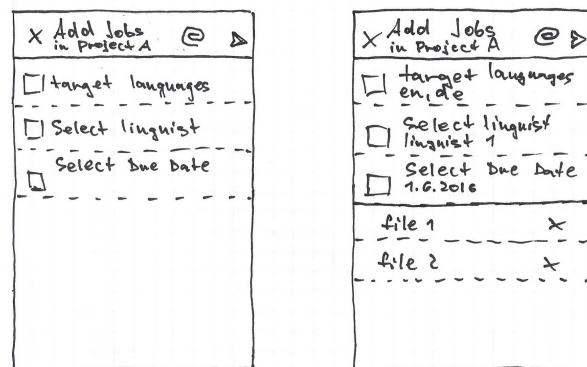 X Add Jobs @
in Project A
target languages
Select linguist
Select Due Date
X Add Jobs @
in Project A
target languages
en, de
Select linguist
linguist 1
Select Due Date
1.6.2016
file 1 X
file 2 X